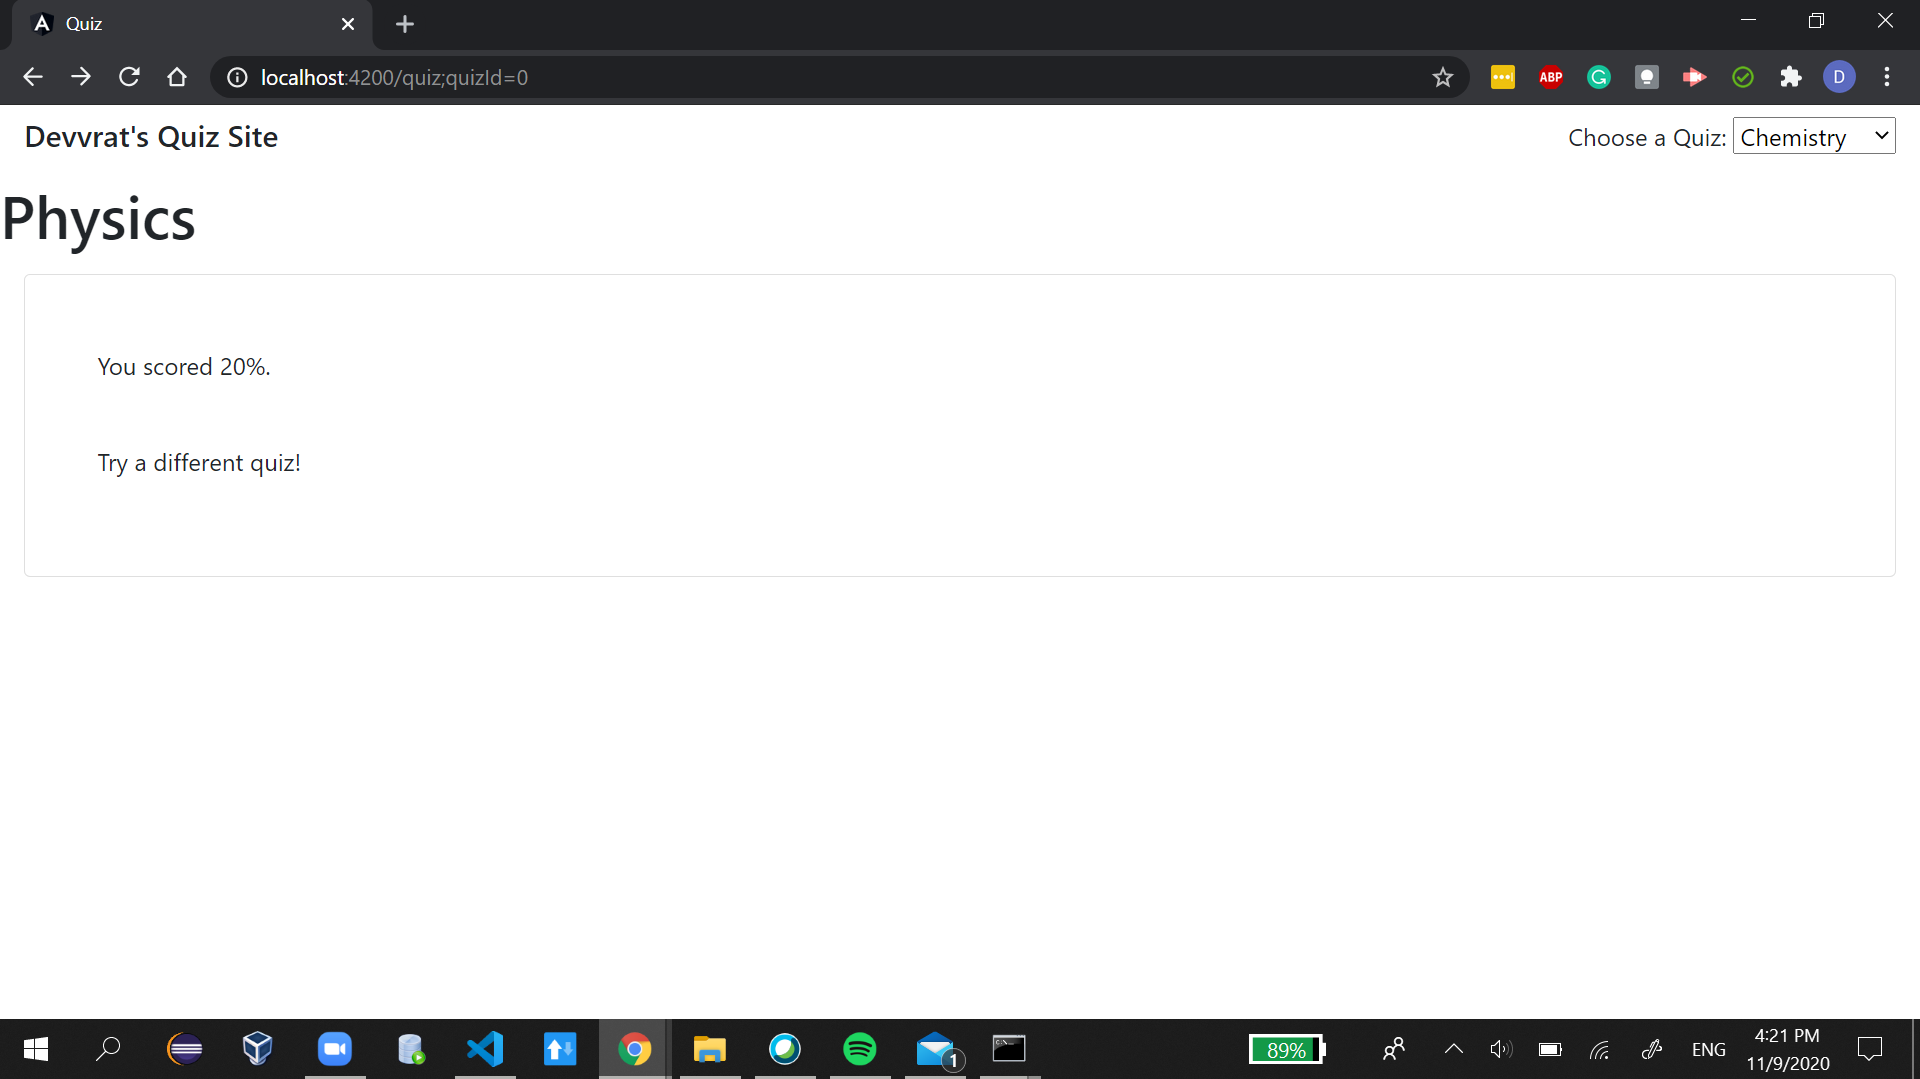 Quiz
localhost:4200/quiz;quizId=0
ABP
D
Devvrat's Quiz Site
Choose a Quiz: Chemistry
Physics
You scored 20%.
Try a different quiz!
1
89%
ENG
4:21 PM
11/9/2020